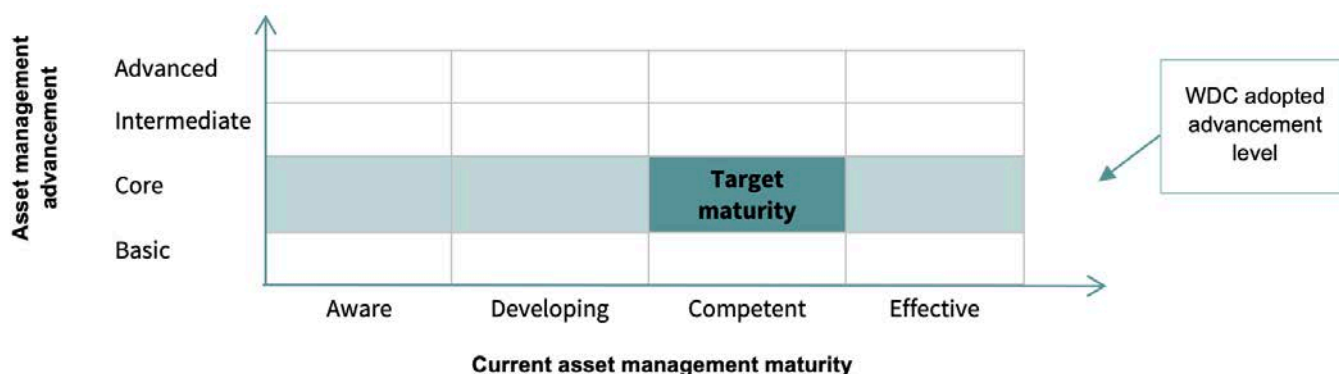 Asset management
advancement
Advanced
Intermediate
Core
Basic
Target
maturity
WDC adopted
advancement
level
Aware
Developing
Competent
Effective
Current asset management maturity